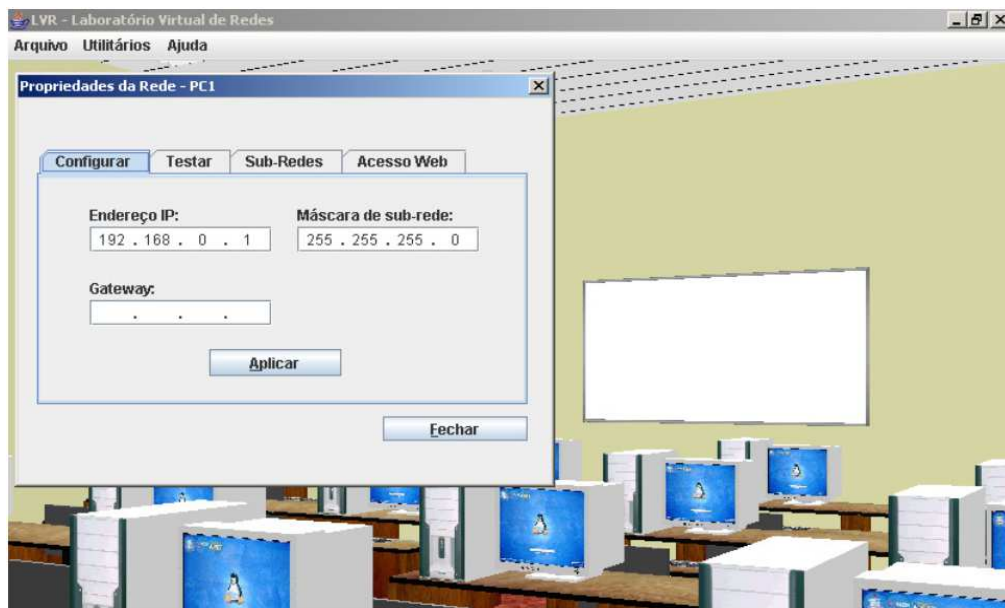 LVR - Laboratório Virtual de Redes
Arquivo Utilitários Ajuda
Propriedades da Rede - PC1
Configurar Testar Sub-Redes Acesso Web
Endereço IP: Máscara de sub-rede:
192 . 168 . 0 . 1 255 . 255 . 255 . 0
Gateway:
. . .
Aplicar
Fechar